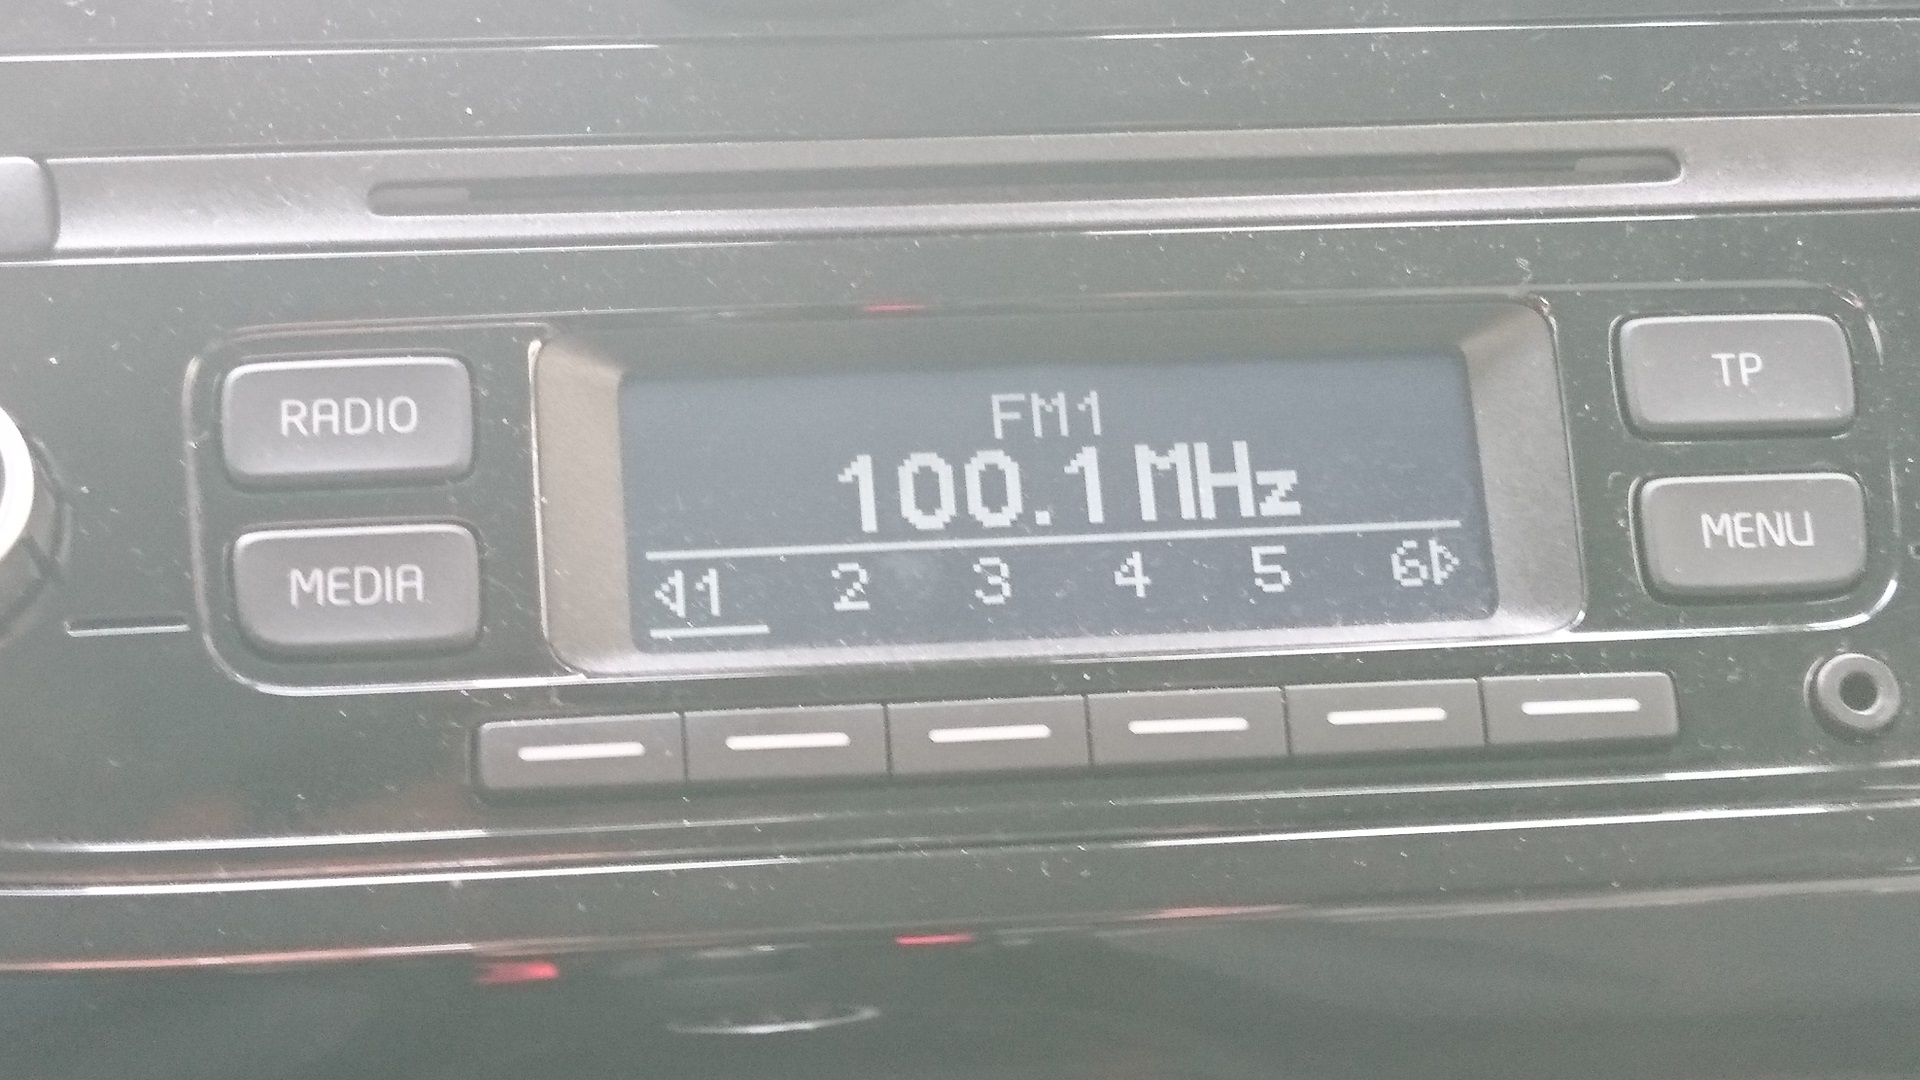 RADIO
MEDIA
FM1
100.1 MHz
1 2 3 4 5 6
TP
MENU